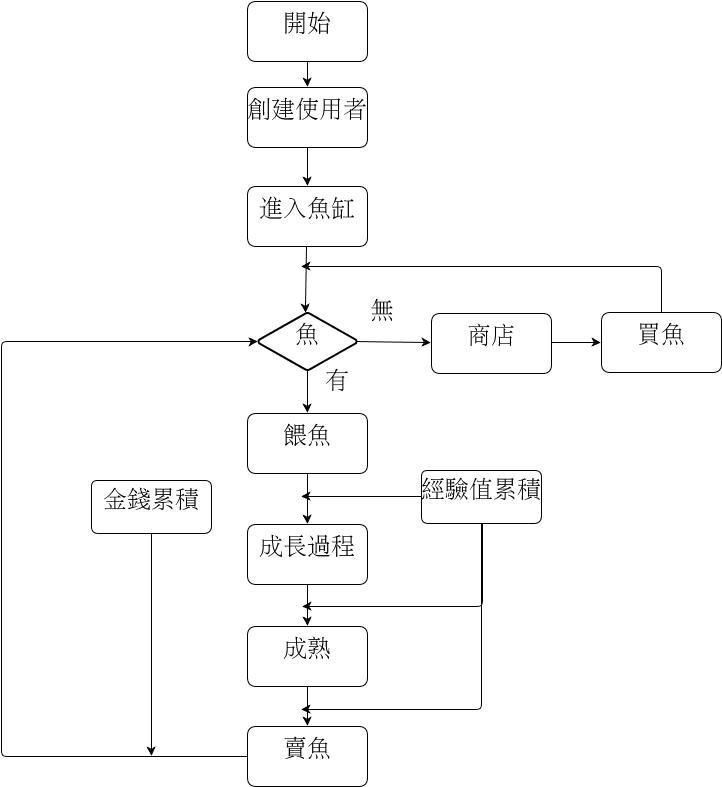 開始
創建使用者
進入魚缸
無
魚
商店
買魚
有
餵魚
金錢累積
經驗值累積
成長過程
成熟
賣魚